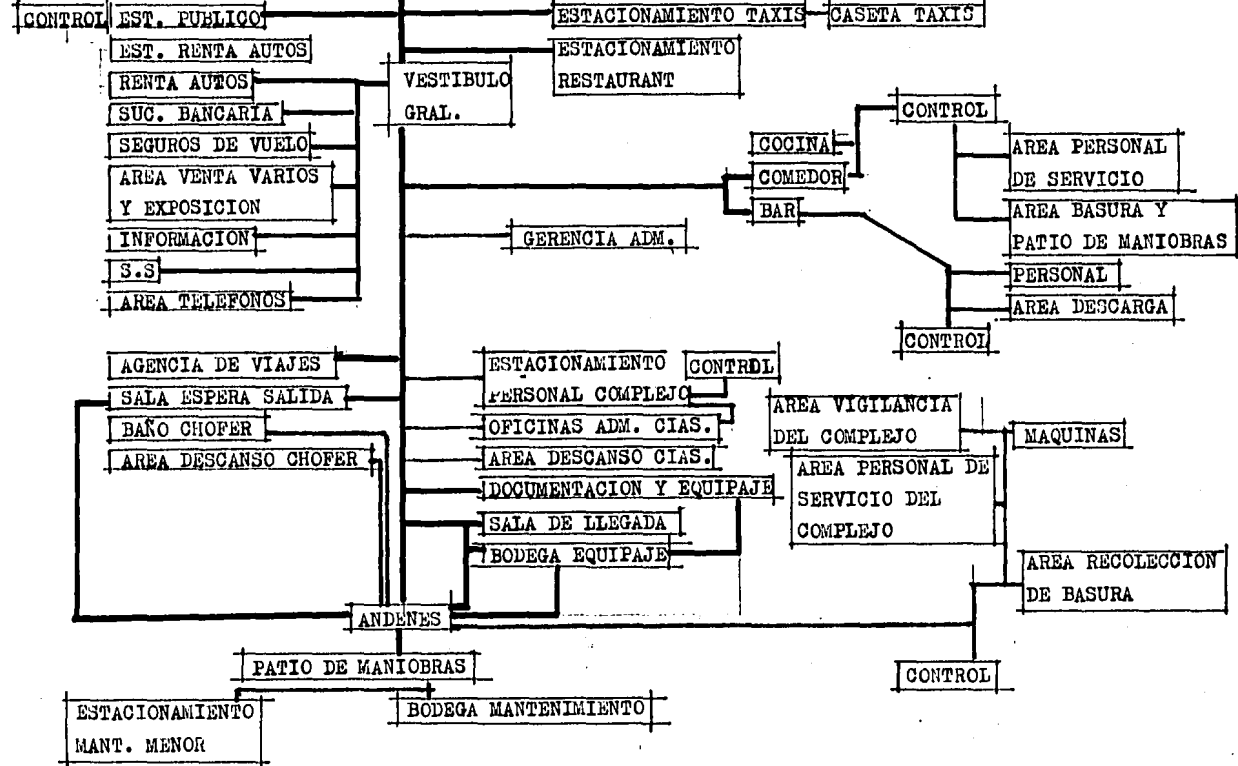 CONTROL
EST. PUBLICO
EST. RENTA AUTOS
RENTA AUTOS
SUC. BANCARIA
SEGUROS DE VUELO
AREA VENTA VARIOS
Y EXPOSICION
INFORMACION
S.S
AREA TELEFONOS
VESTIBULO
GRAL.
ESTACIONAMIENTO TAXIS
CASETA TAXIS
ESTACIONAMIENTO
RESTAURANT
COCINA
COMEDOR
BAR
CONTROL
AREA PERSONAL
DE SERVICIO
AREA BASURA Y
PATIO DE MANIOBRAS
PERSONAL
AREA DESCARGA
CONTROL
GERENCIA ADM.
AGENCIA DE VIAJES
SALA ESPERA SALIDA
BAÑO CHOFER
AREA DESCANSO CHOFER
ESTACIONAMIENTO
PERSONAL COMPLEJO
CONTROL
OFICINAS ADM. CIAS.
AREA DESCANSO CIAS.
DOCUMENTACION Y EQUIPAJE
SALA DE LLEGADA
BODEGA EQUIPAJE
AREA VIGILANCIA
DEL COMPLEJO
MAQUINAS
AREA PERSONAL DE
SERVICIO DEL
COMPLEJO
AREA RECOLECCION
DE BASURA
CONTROL
ANDENES
PATIO DE MANIOBRAS
ESTACIONAMIENTO
MANT. MENOR
BODEGA MANTENIMIENTO